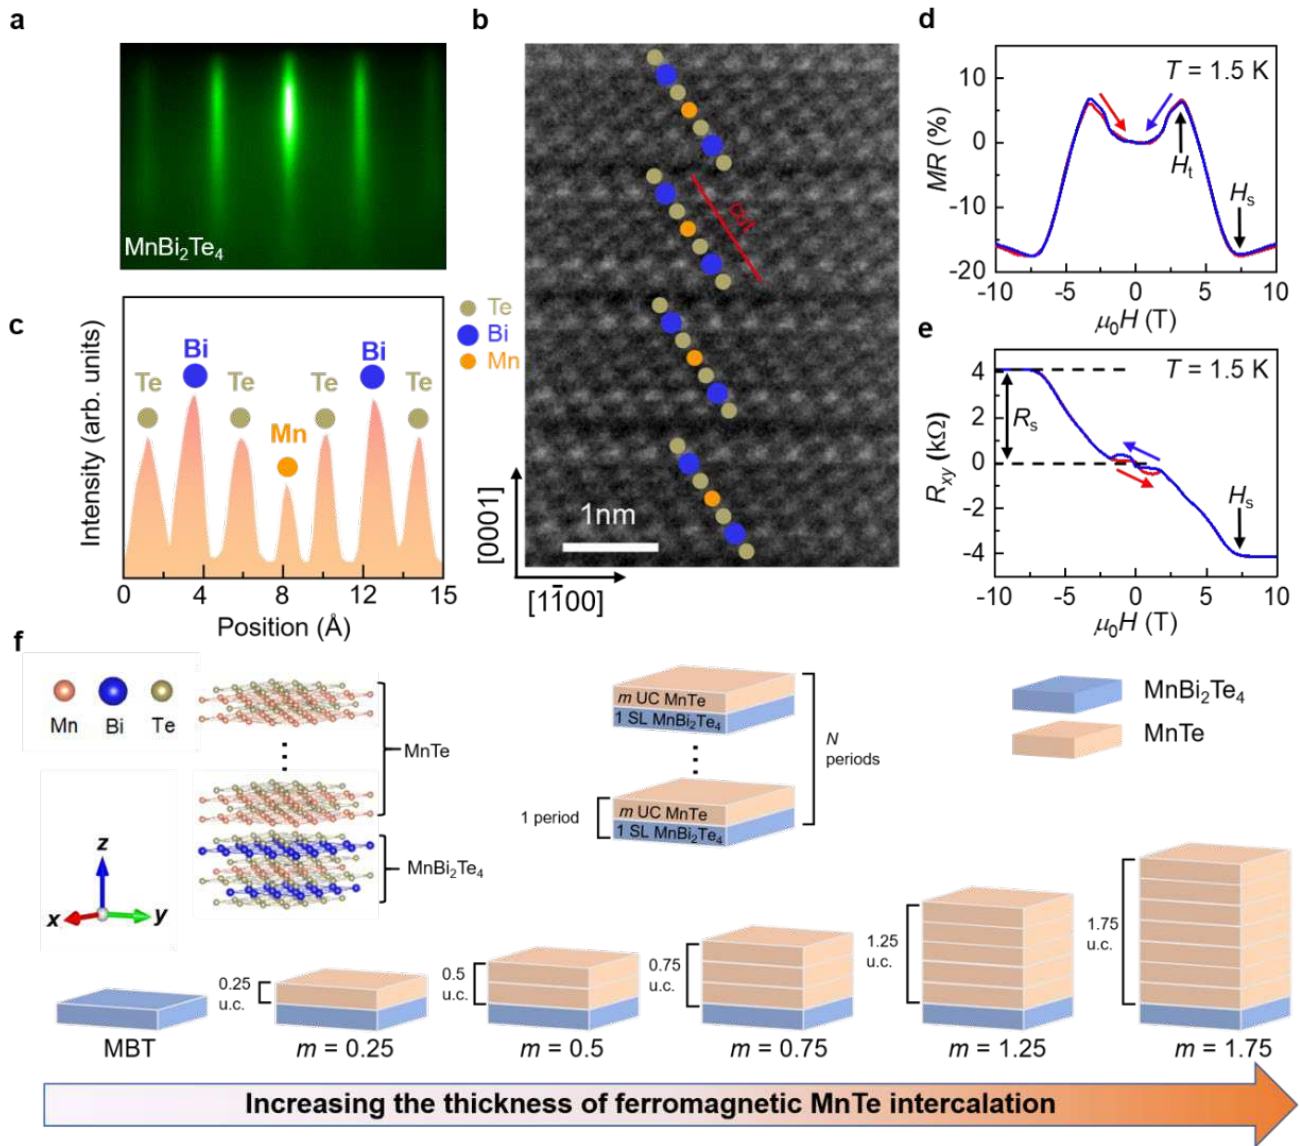 a
MnBi₂Te₄
b
cut
1nm
[0001]
[11̄00]
Te
Bi
Mn
c
Intensity (arb. units)
Te
Bi
Te
Mn
Te
Bi
Te
0 4 8 12 15
Position (Å)
d
T = 1.5 K
MR (%)
10
0
-10
-20
Hₜ
Hₛ
-10 -5 0 5 10
μ₀H (T)
e
T = 1.5 K
Rₓᵧ (kΩ)
4
2
0
-2
-4
Rₛ
Hₛ
-10 -5 0 5 10
μ₀H (T)
f
Mn Bi Te
MnTe
MnBi₂Te₄
z
x
y
m UC MnTe
1 SL MnBi₂Te₄
N
periods
1 period
m UC MnTe
1 SL MnBi₂Te₄
MnBi₂Te₄
MnTe
0.25
u.c.
0.5
u.c.
0.75
u.c.
1.25
u.c.
1.75
u.c.
MBT
m = 0.25
m = 0.5
m = 0.75
m = 1.25
m = 1.75
Increasing the thickness of ferromagnetic MnTe intercalation